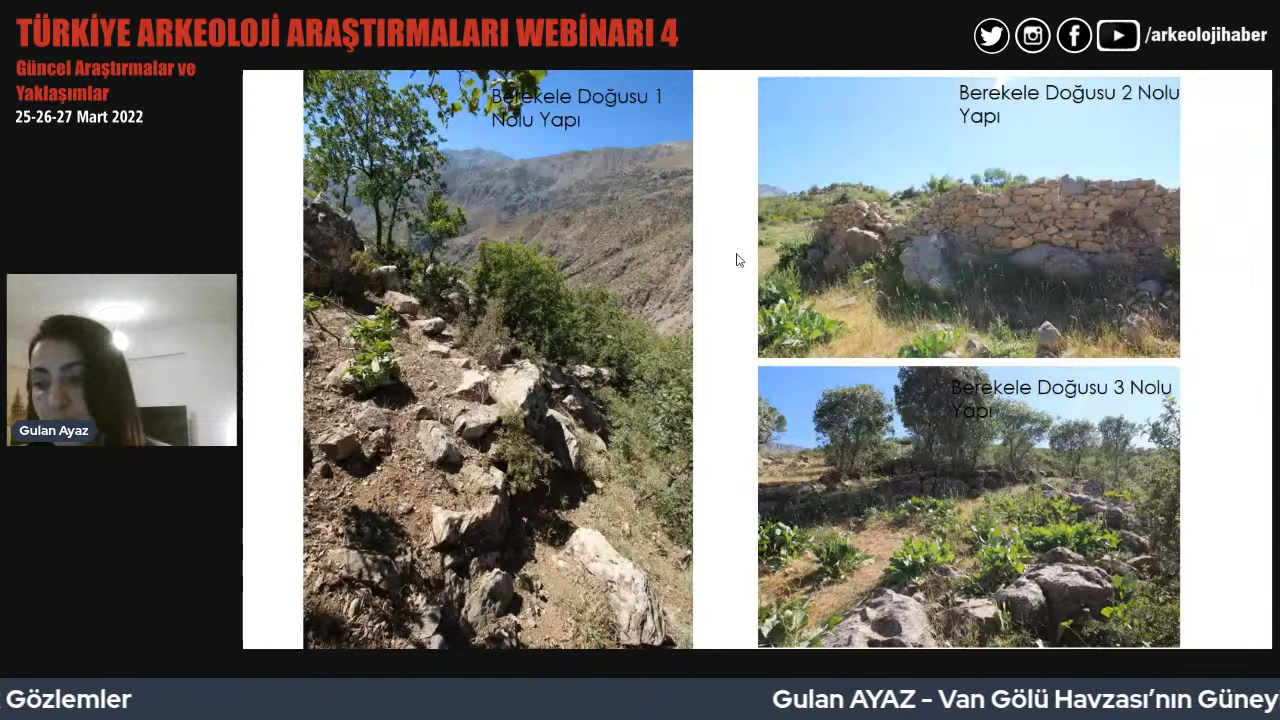 TÜRKİYE ARKEOLOJİ ARAŞTIRMALARI WEBİNARI 4
Güncel Araştırmalar ve
Yaklaşımlar
25-26-27 Mart 2022
/arkeolojihaber
Berekele Doğusu 1
Nolu Yapı
Berekele Doğusu 2 Nolu
Yapı
Berekele Doğusu 3 Nolu
Yapı
Gulan Ayaz
Gözlemler
Gulan AYAZ - Van Gölü Havzası’nın Güney